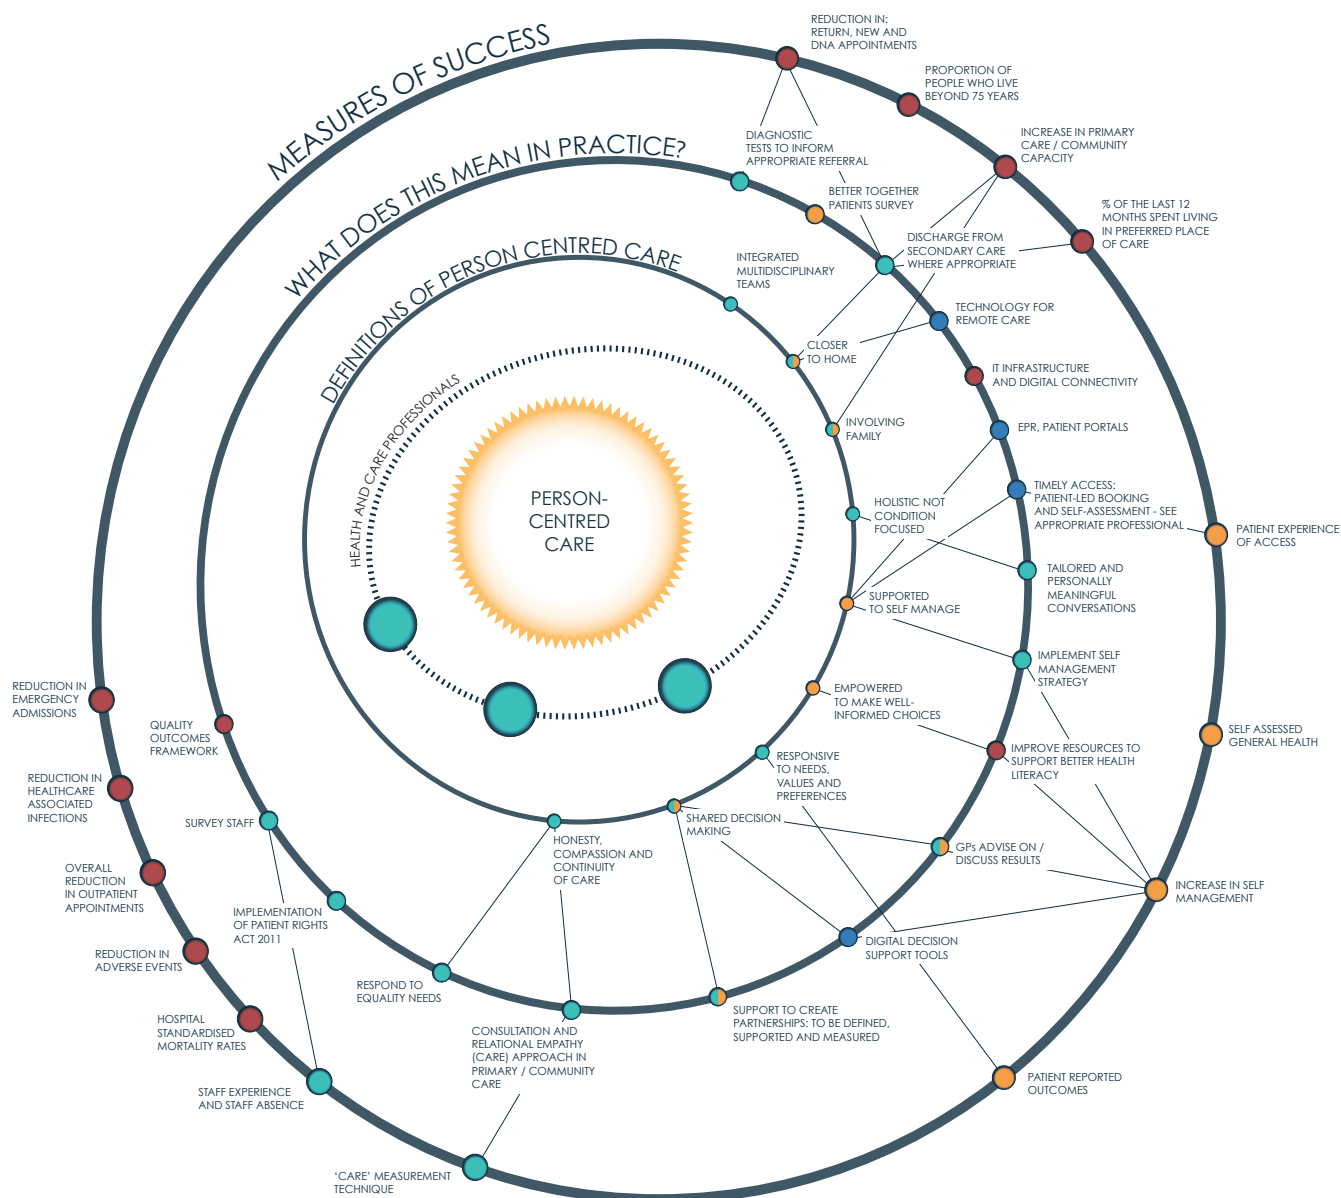 MEASURES OF SUCCESS
WHAT DOES THIS MEAN IN PRACTICE?
DEFINITIONS OF PERSON CENTRED CARE
HEALTH AND CARE PROFESSIONALS
PERSON-
CENTRED
CARE
REDUCTION IN:
RETURN, NEW AND
DNA APPOINTMENTS
PROPORTION OF
PEOPLE WHO LIVE
BEYOND 75 YEARS
INCREASE IN PRIMARY
CARE / COMMUNITY
CAPACITY
% OF THE LAST 12
MONTHS SPENT LIVING
IN PREFERRED PLACE
OF CARE
DIAGNOSTIC
TESTS TO INFORM
APPROPRIATE REFERRAL
BETTER TOGETHER
PATIENTS SURVEY
DISCHARGE FROM
SECONDARY CARE
WHERE APPROPRIATE
INTEGRATED
MULTIDISCIPLINARY
TEAMS
TECHNOLOGY FOR
REMOTE CARE
CLOSER
TO HOME
IT INFRASTRUCTURE
AND DIGITAL CONNECTIVITY
INVOLVING
FAMILY
EPR, PATIENT PORTALS
HOLISTIC NOT
CONDITION
FOCUSED
TIMELY ACCESS:
PATIENT-LED BOOKING
AND SELF-ASSESSMENT - SEE
APPROPRIATE PROFESSIONAL
PATIENT EXPERIENCE
OF ACCESS
TAILORED AND
PERSONALLY
MEANINGFUL
CONVERSATIONS
SUPPORTED
TO SELF MANAGE
IMPLEMENT SELF
MANAGEMENT
STRATEGY
EMPOWERED
TO MAKE WELL-
INFORMED CHOICES
SELF ASSESSED
GENERAL HEALTH
IMPROVE RESOURCES TO
SUPPORT BETTER HEALTH
LITERACY
RESPONSIVE
TO NEEDS,
VALUES AND
PREFERENCES
SHARED DECISION
MAKING
GPs ADVISE ON /
DISCUSS RESULTS
INCREASE IN SELF
MANAGEMENT
HONESTY,
COMPASSION AND
CONTINUITY
OF CARE
DIGITAL DECISION
SUPPORT TOOLS
SUPPORT TO CREATE
PARTNERSHIPS: TO BE DEFINED,
SUPPORTED AND MEASURED
PATIENT REPORTED
OUTCOMES
CONSULTATION AND
RELATIONAL EMPATHY
(CARE) APPROACH IN
PRIMARY / COMMUNITY
CARE
RESPOND TO
EQUALITY NEEDS
IMPLEMENTATION
OF PATIENT RIGHTS
ACT 2011
SURVEY STAFF
QUALITY
OUTCOMES
FRAMEWORK
REDUCTION IN
EMERGENCY
ADMISSIONS
REDUCTION IN
HEALTHCARE
ASSOCIATED
INFECTIONS
OVERALL
REDUCTION
IN OUTPATIENT
APPOINTMENTS
REDUCTION IN
ADVERSE EVENTS
HOSPITAL
STANDARDISED
MORTALITY RATES
STAFF EXPERIENCE
AND STAFF ABSENCE
‘CARE’ MEASUREMENT
TECHNIQUE